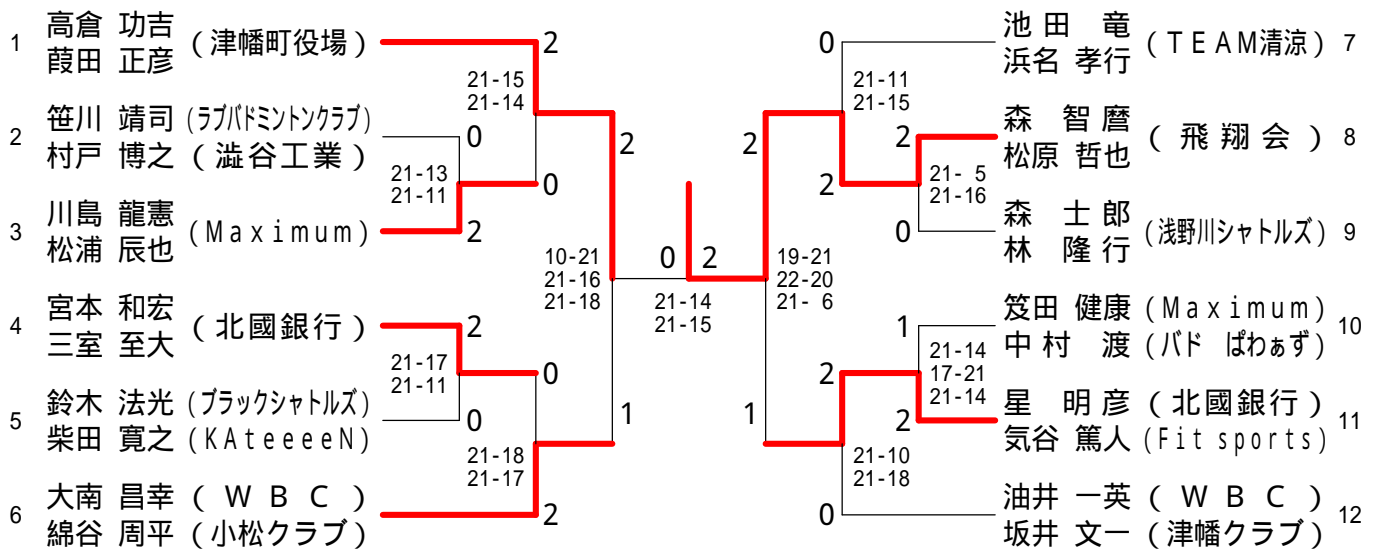 1 高倉 功吉 (津幡町役場)
葭田 正彦
2
21-15
21-14
2 笹川 靖司 (ラブバドミントンクラブ)
村戸 博之 (澁谷工業)
0
21-13
21-11
0
3 川島 龍憲 (Maximum)
松浦 辰也
2
2
10-21
21-16
21-18
4 宮本 和宏 (北國銀行)
三室 至大
2
21-17
21-11
0
5 鈴木 法光 (ブラックシャトルズ)
柴田 寛之 (KAteeeeN)
0
21-18
21-17
1
6 大南 昌幸 (WBC)
綿谷 周平 (小松クラブ)
2
0 2
21-14
21-15
池田 竜 (TEAM清涼) 7
浜名 孝行
0
21-11
21-15
森 智麿 (飛翔会) 8
松原 哲也
2
21- 5
21-16
2
森 士郎 (浅野川シャトルズ) 9
林 隆行
0
2
19-21
22-20
21- 6
笈田 健康 (Maximum) 10
中村 渡 (バド ぱわぁず)
1
21-14
17-21
21-14
2
星 明彦 (北國銀行) 11
気谷 篤人 (Fit sports)
2
21-10
21-18
1
油井 一英 (WBC) 12
坂井 文一 (津幡クラブ)
0